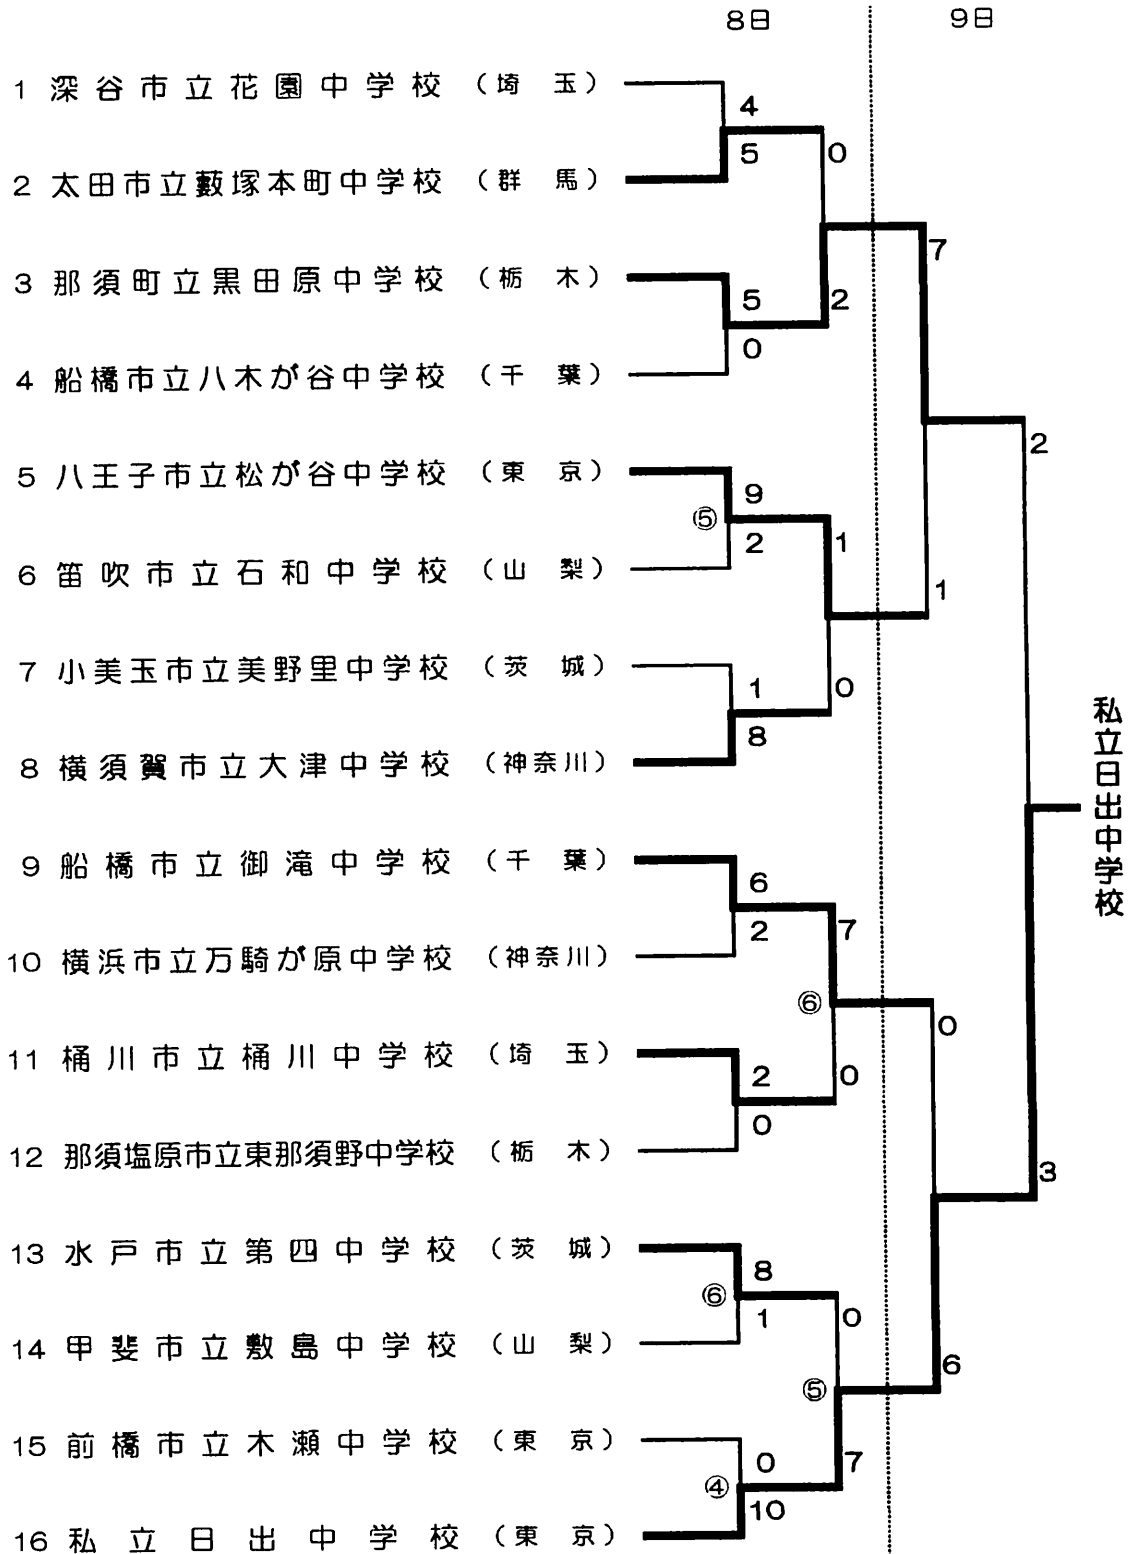 8日 9日
1 深谷市立花園中学校 （埼 玉）
4
5 0
2 太田市立藪塚本町中学校 （群 馬）
7
3 那須町立黒田原中学校 （栃 木）
5 2
0
4 船橋市立八木が谷中学校 （千 葉）
2
5 八王子市立松が谷中学校 （東 京）
9
⑤
2 1
6 笛吹市立石和中学校 （山 梨）
1
7 小美玉市立美野里中学校 （茨 城）
1 0
8
8 横須賀市立大津中学校 （神奈川）
私立日出中学校
9 船橋市立御滝中学校 （千 葉）
6
2 7
10 横浜市立万騎が原中学校 （神奈川）
⑥
0
11 桶川市立桶川中学校 （埼 玉）
2 0
0
12 那須塩原市立東那須野中学校 （栃 木）
3
13 水戸市立第四中学校 （茨 城）
8
⑥
1 0
14 甲斐市立敷島中学校 （山 梨）
6
⑤
15 前橋市立木瀬中学校 （東 京）
0 7
④
10
16 私立日出中学校 （東 京）